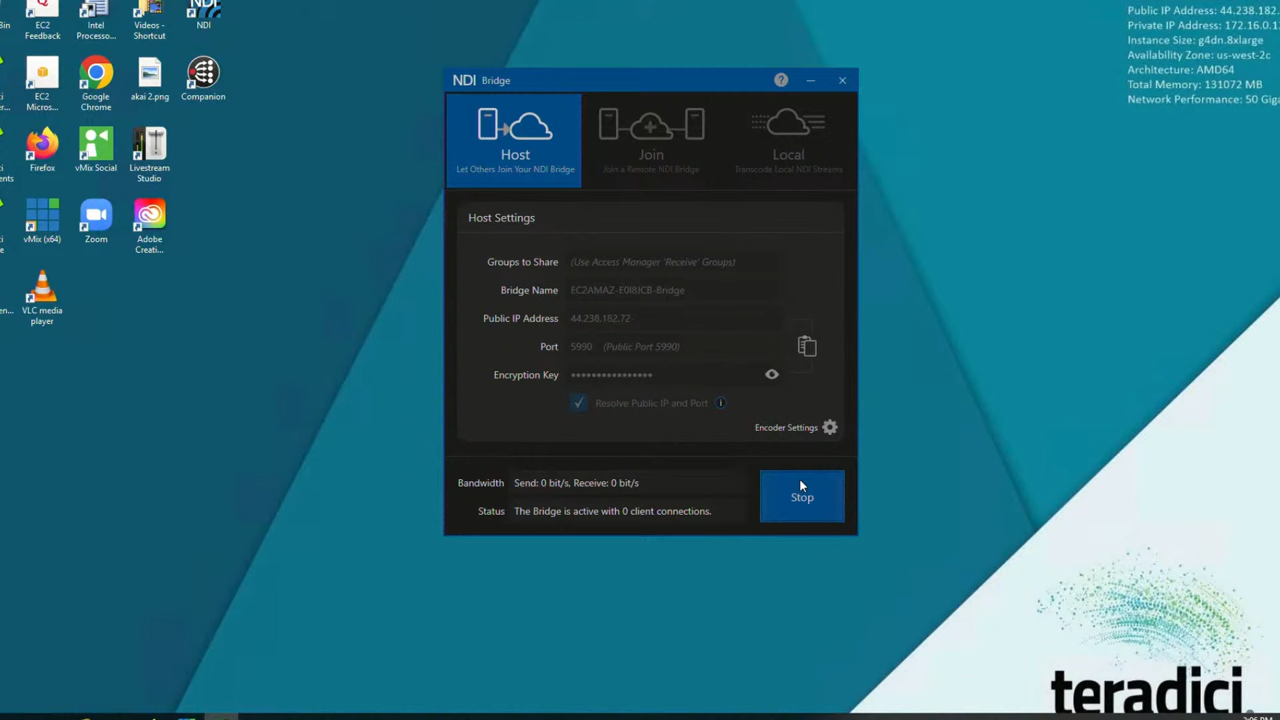 Bin
EC2
Feedback
Intel
Processo...
Videos -
Shortcut
NDI
NDI
EC2
Micros...
Google
Chrome
akai 2.png
Companion
Firefox
vMix Social
Livestream
Studio
vMix (x64)
Zoom
Adobe
Creati...
VLC media
player
Public IP Address: 44.238.182.
Private IP Address: 172.16.0.1
Instance Size: g4dn.8xlarge
Availability Zone: us-west-2c
Architecture: AMD64
Total Memory: 131072 MB
Network Performance: 50 Giga
NDI Bridge
?
Host
Let Others Join Your NDI Bridge
Join
Join a Remote NDI Bridge
Local
Transcode Local NDI Streams
Host Settings
Groups to Share (Use Access Manager 'Receive' Groups)
Bridge Name EC2AMAZ-E0I8JCB-Bridge
Public IP Address 44.238.182.72
Port 5990 (Public Port 5990)
Encryption Key ••••••••••••••••
Resolve Public IP and Port
Encoder Settings
Bandwidth Send: 0 bit/s, Receive: 0 bit/s
Stop
Status The Bridge is active with 0 client connections.
teradici